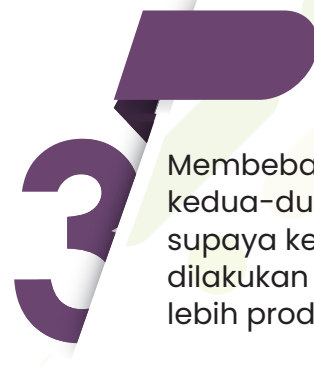 3
Membeba
kedua-du
supaya ke
dilakukan
lebih prod